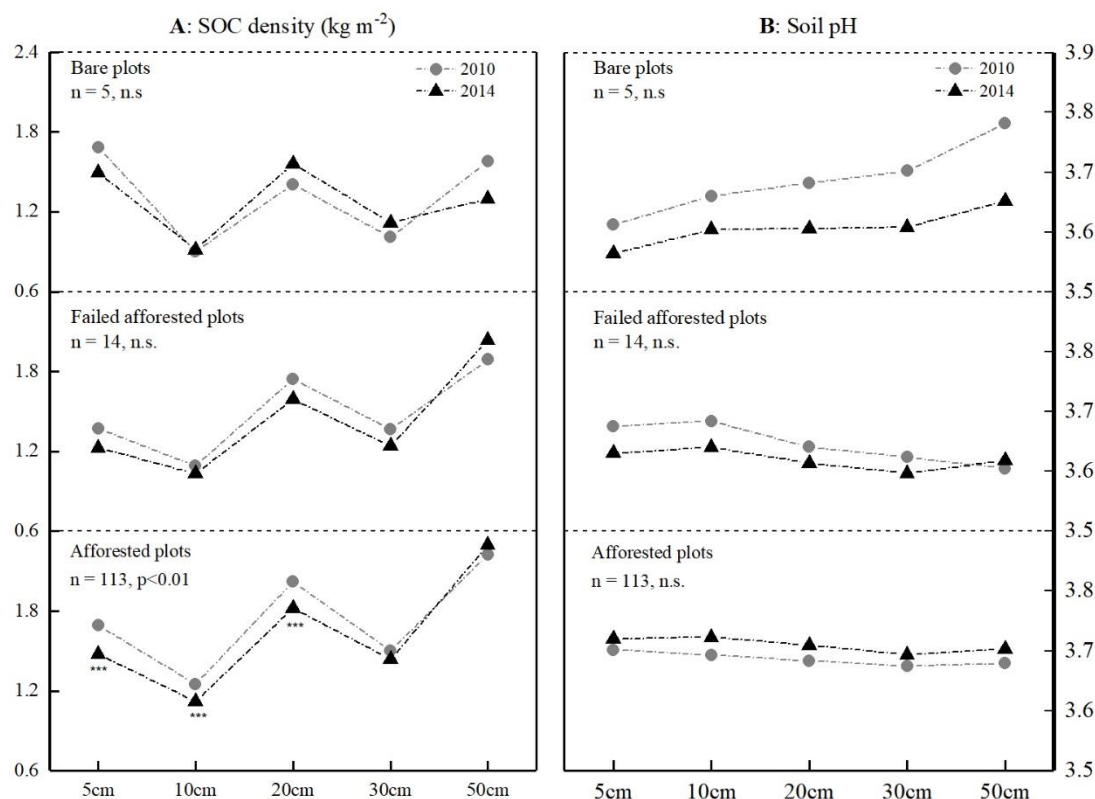 A: SOC density (kg m-2)
B: Soil pH
2.4
Bare plots
n = 5, n.s
2010
2014
1.8
1.2
0.6
Failed afforested plots
n = 14, n.s.
1.8
1.2
0.6
Afforested plots
n = 113, p<0.01
1.8
1.2
0.6
***
***
***
5cm
10cm
20cm
30cm
50cm
Bare plots
n = 5, n.s.
2010
2014
3.9
3.8
3.7
3.6
3.5
Failed afforested plots
n = 14, n.s.
3.8
3.7
3.6
3.5
Afforested plots
n = 113, n.s.
3.8
3.7
3.6
3.5
5cm
10cm
20cm
30cm
50cm